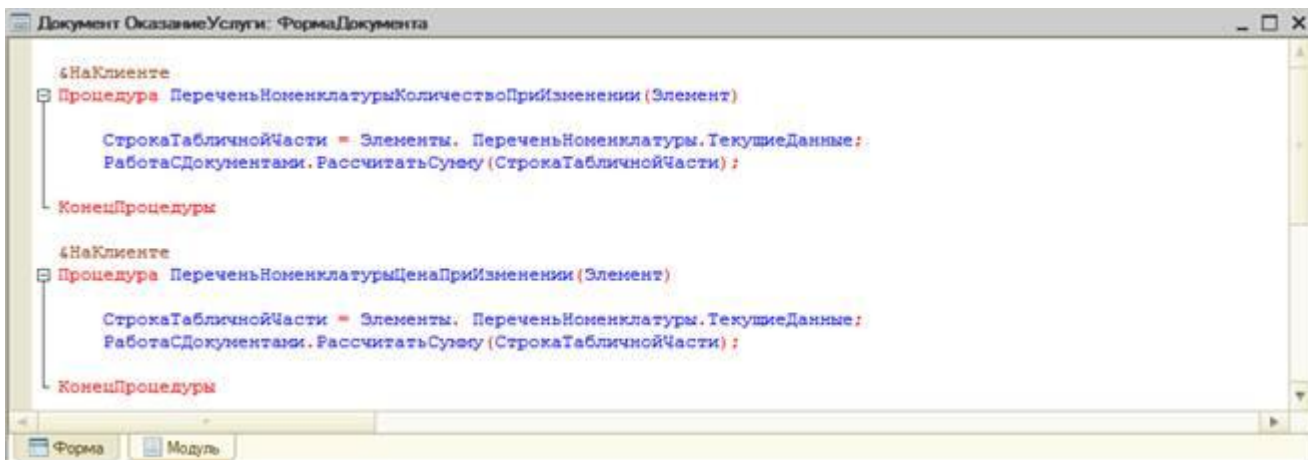 Документ ОказаниеУслуги: ФормаДокумента
&НаКлиенте
Процедура ПереченьНоменклатурыКоличествоПриИзменении(Элемент)
СтрокаТабличнойЧасти = Элементы. ПереченьНоменклатуры.ТекущиеДанные;
РаботаСДокументами.РассчитатьСумму(СтрокаТабличнойЧасти);
КонецПроцедуры
&НаКлиенте
Процедура ПереченьНоменклатурыЦенаПриИзменении(Элемент)
СтрокаТабличнойЧасти = Элементы. ПереченьНоменклатуры.ТекущиеДанные;
РаботаСДокументами.РассчитатьСумму(СтрокаТабличнойЧасти);
КонецПроцедуры
Форма Модуль